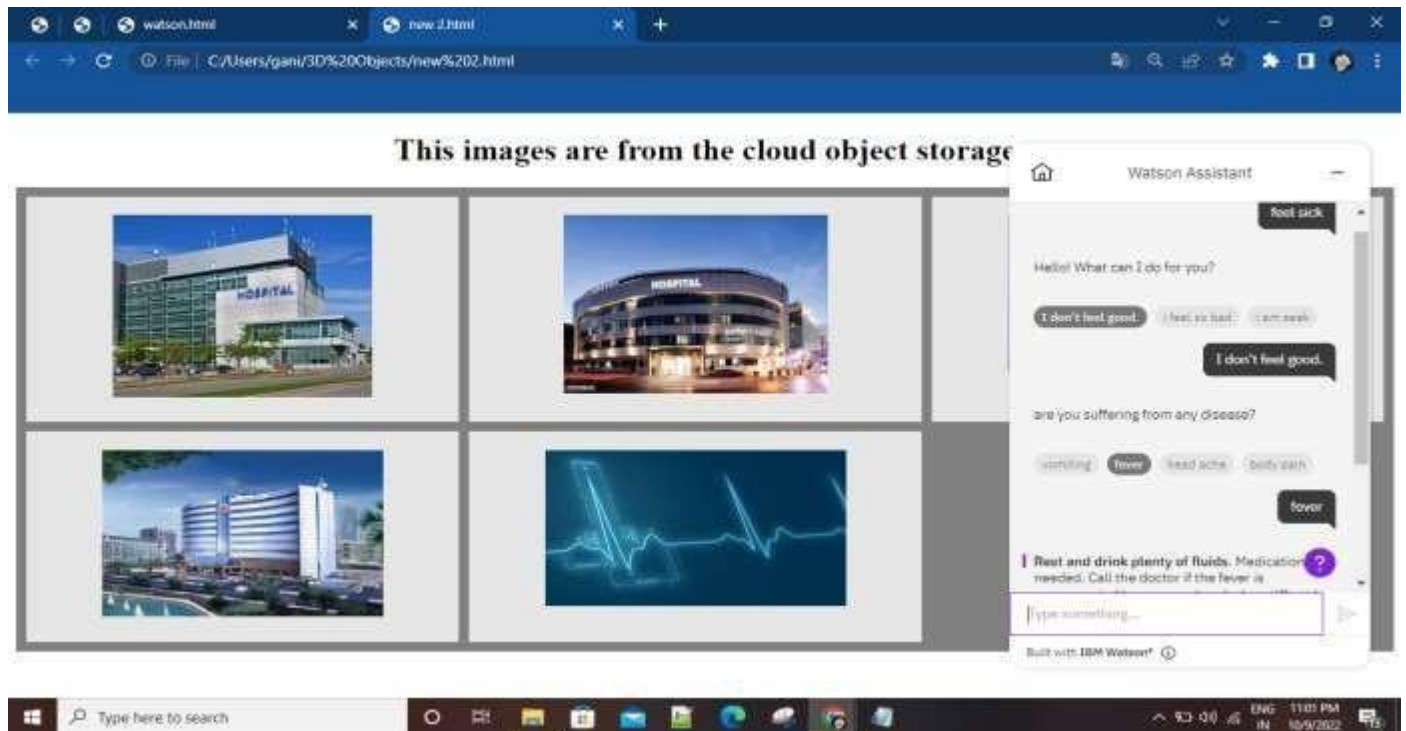 watson.html
new 2.html
File C:/Users/gani/3D%20Objects/new%202.html
This images are from the cloud object storage
HOSPITAL
HOSPITAL
Watson Assistant
feel sick
Hello! What can I do for you?
I don't feel good. I feel so bad i am seek
I don't feel good.
are you suffering from any disease?
vomiting fever head ache body pain
fever
Rest and drink plenty of fluids. Medication
needed. Call the doctor if the fever is
Type something...
Built with IBM Watson®
Type here to search
ENG
IN
11:01 PM
10/9/2022